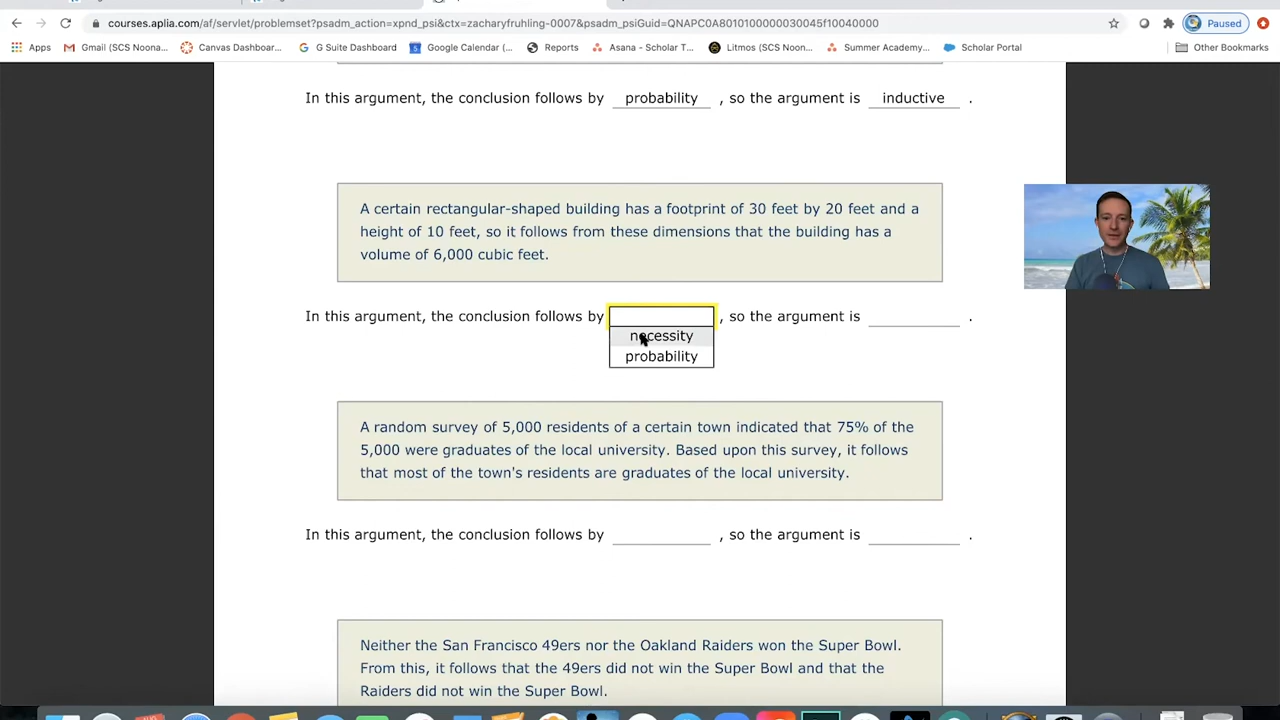 courses.aplia.com/af/servlet/problemset?psadm_action=xpnd_psi&ctx=zacharyfruhling-0007&psadm_psiGuid=QNAPC0A8010100000030045f10040000
Paused
Apps
Gmail (SCS Noona...
Canvas Dashboar...
G Suite Dashboard
Google Calendar (...
Reports
Asana - Scholar T...
Litmos (SCS Noon...
Summer Academy...
Scholar Portal
Other Bookmarks
In this argument, the conclusion follows by probability , so the argument is inductive .
A certain rectangular-shaped building has a footprint of 30 feet by 20 feet and a
height of 10 feet, so it follows from these dimensions that the building has a
volume of 6,000 cubic feet.
In this argument, the conclusion follows by , so the argument is .
necessity
probability
A random survey of 5,000 residents of a certain town indicated that 75% of the
5,000 were graduates of the local university. Based upon this survey, it follows
that most of the town's residents are graduates of the local university.
In this argument, the conclusion follows by , so the argument is .
Neither the San Francisco 49ers nor the Oakland Raiders won the Super Bowl.
From this, it follows that the 49ers did not win the Super Bowl and that the
Raiders did not win the Super Bowl.